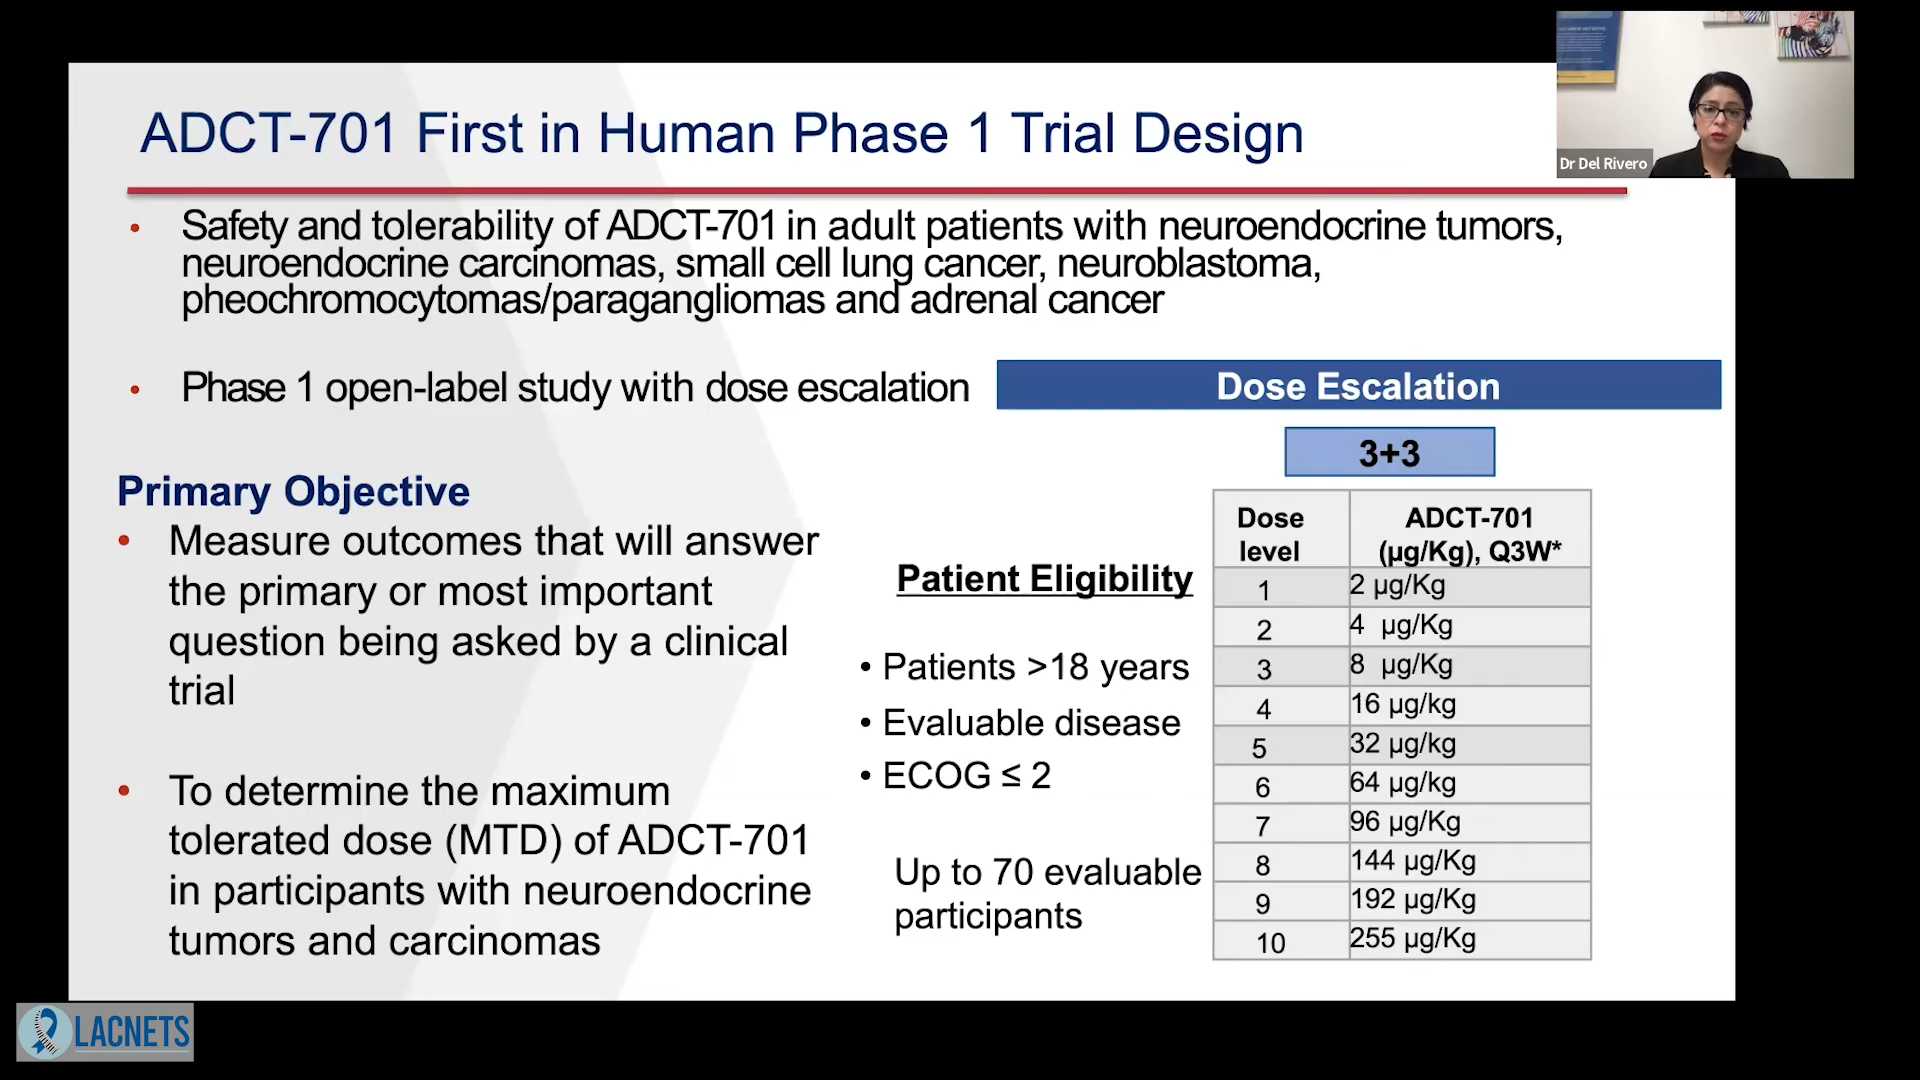 ADCT-701 First in Human Phase 1 Trial Design
Dr Del Rivero
• Safety and tolerability of ADCT-701 in adult patients with neuroendocrine tumors,
neuroendocrine carcinomas, small cell lung cancer, neuroblastoma,
pheochromocytomas/paragangliomas and adrenal cancer
• Phase 1 open-label study with dose escalation
Primary Objective
• Measure outcomes that will answer
the primary or most important
question being asked by a clinical
trial
• To determine the maximum
tolerated dose (MTD) of ADCT-701
in participants with neuroendocrine
tumors and carcinomas
Patient Eligibility
• Patients >18 years
• Evaluable disease
• ECOG ≤ 2
Up to 70 evaluable
participants
Dose Escalation
3+3
Dose level ADCT-701 (µg/Kg), Q3W*
1 2 µg/Kg
2 4 µg/Kg
3 8 µg/Kg
4 16 µg/kg
5 32 µg/kg
6 64 µg/kg
7 96 µg/Kg
8 144 µg/Kg
9 192 µg/Kg
10 255 µg/Kg
LACNETS